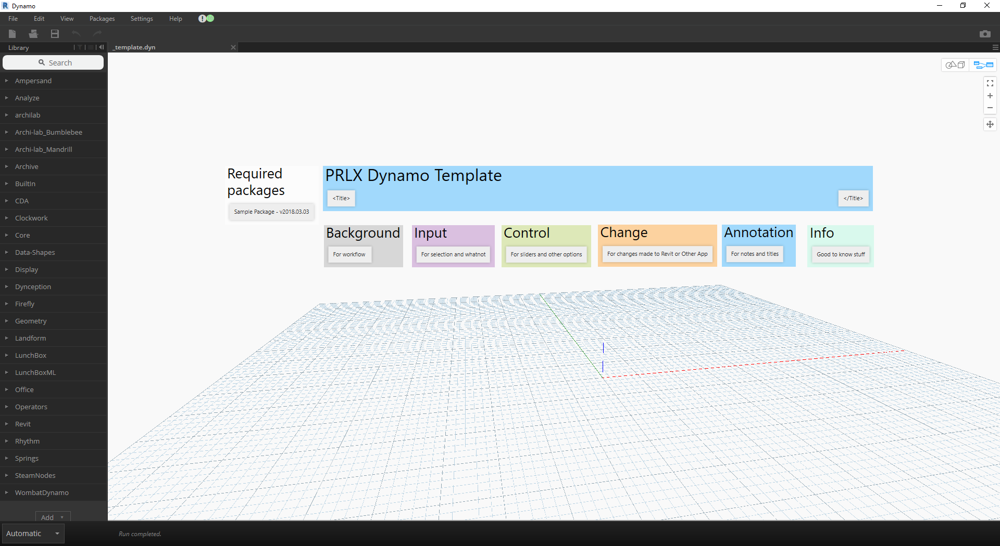 Dynamo
File Edit View Packages Settings Help
Library
_template.dyn
Search
Ampersand
Analyze
archilab
Archi-lab_Bumblebee
Archi-lab_Mandrill
Archive
BuiltIn
CDA
Clockwork
Core
Data-Shapes
Display
Dynception
Firefly
Geometry
Landform
LunchBox
LunchBoxML
Office
Operators
Revit
Rhythm
Springs
SteamNodes
WombatDynamo
Add
Required
packages
Sample Package - v2018.03.03
PRLX Dynamo Template
<Title>
</Title>
Background
For workflow
Input
For selection and whatnot
Control
For sliders and other options
Change
For changes made to Revit or Other App
Annotation
For notes and titles
Info
Good to know stuff
Automatic
Run completed.